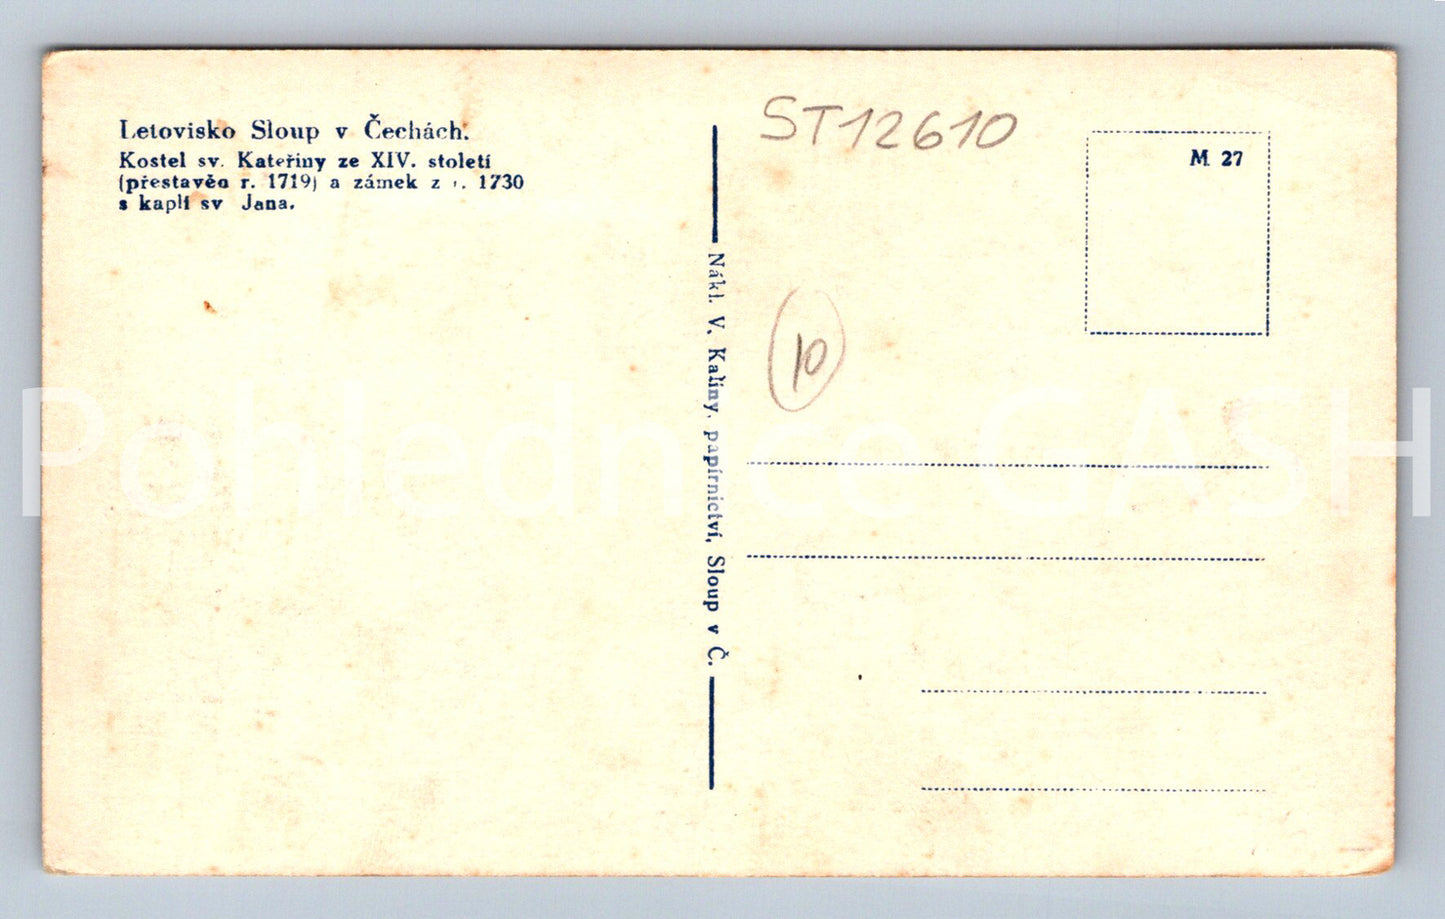 Letovisko Sloup v Čechách.
Kostel sv. Kateřiny ze XIV. století
(přestavěn r. 1719) a zámek z r. 1730
s kaplí sv Jana.
Nákl. V. Kaliny, papírnictví, Sloup v Č.
ST12610
M 27
10
Pohlednice GASH